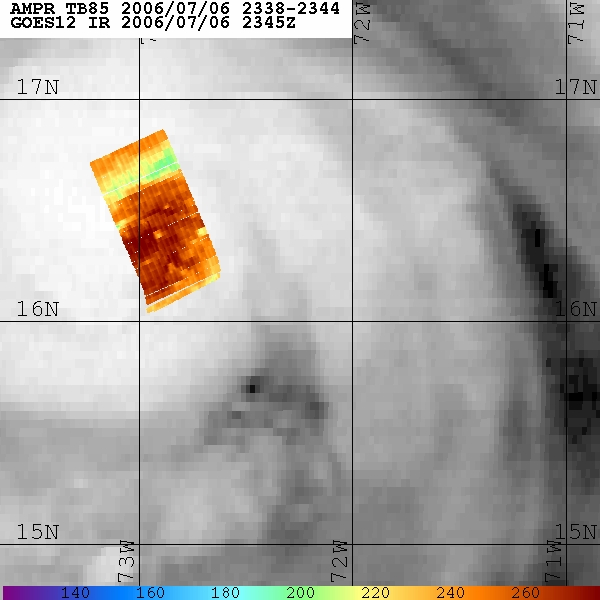 AMPR TB85 2006/07/06 2338-2344
GOES12 IR 2006/07/06 2345Z
72W
71W
17N
17N
16N
16N
15N
15N
73W
72W
71W
140 160 180 200 220 240 260